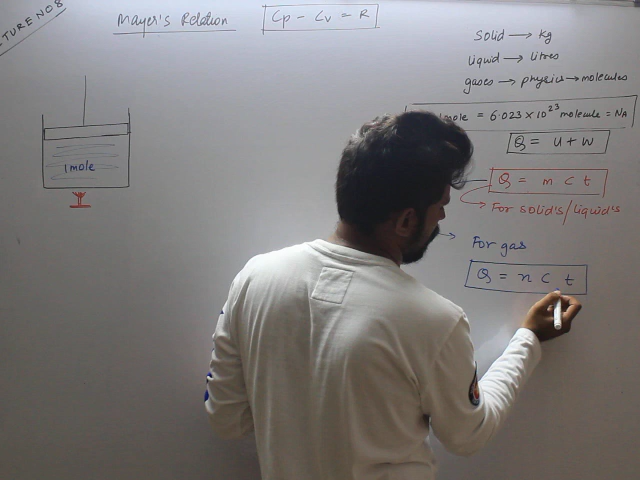 LECTURE NO 8
Mayer's Relation
Cp - Cv = R
Solid → kg
liquid → litres
gases → physics → molecules
mole = 6.023 × 10²³ molecule = NA
Q = u + w
Q = m c t
For solid's/liquid's
For gas
Q = n c t
1 mole